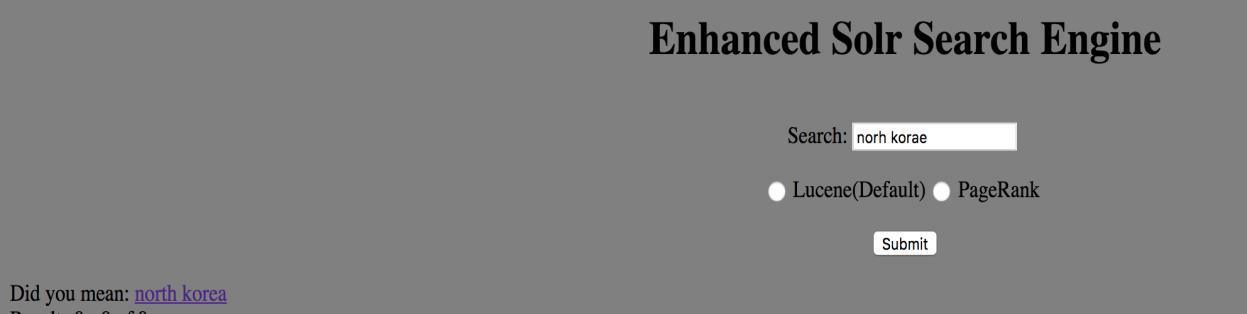 Enhanced Solr Search Engine
Search: norh korae
Lucene(Default) PageRank
Submit
Did you mean: north korea